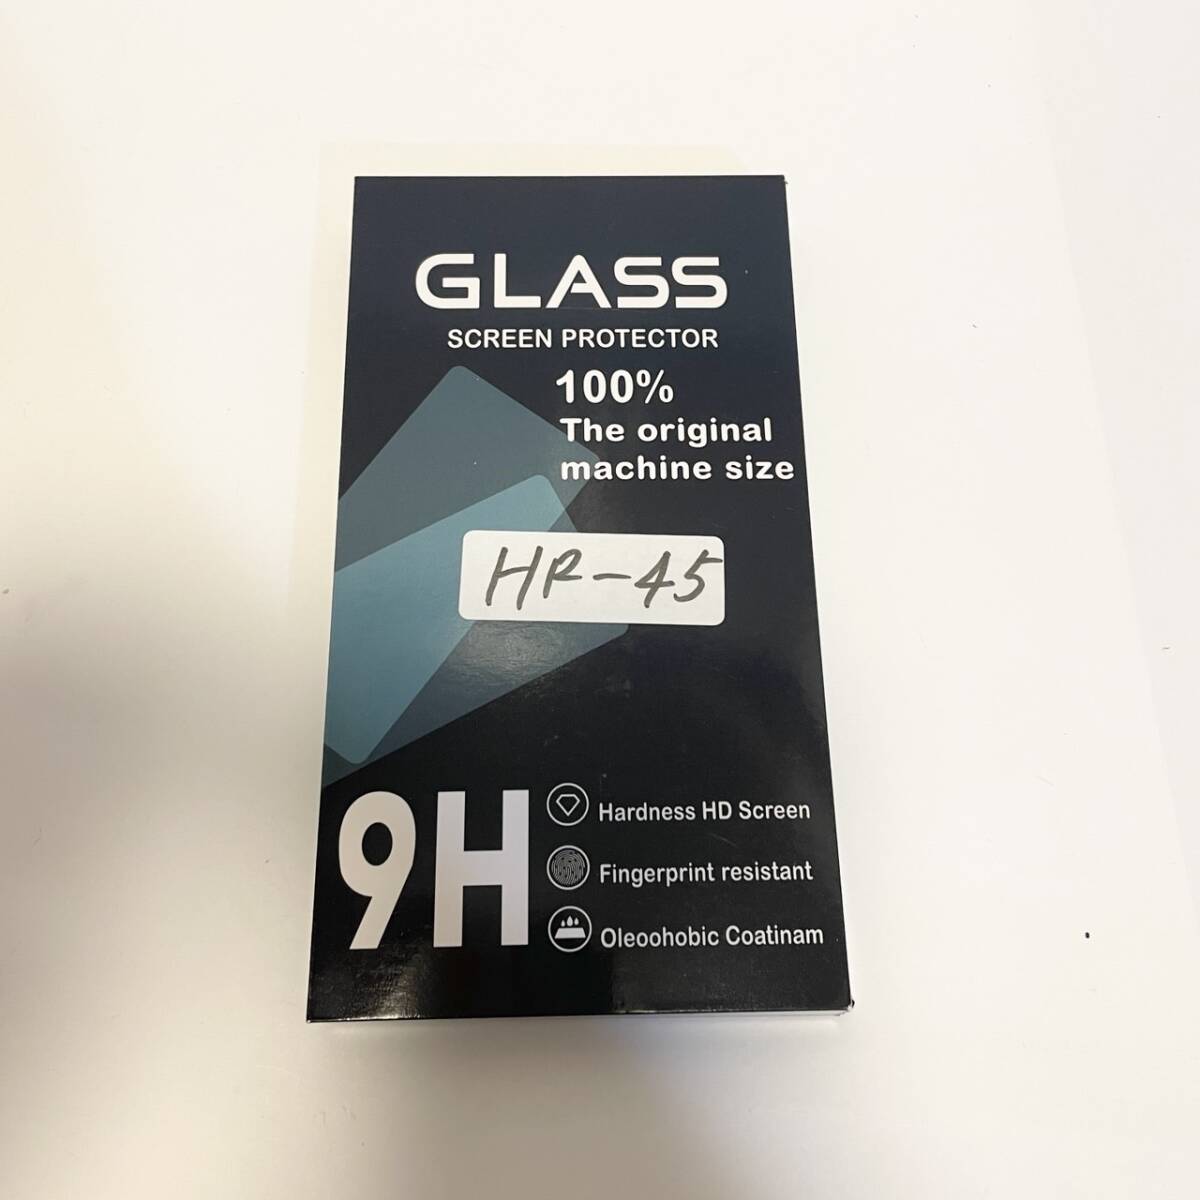 GLASS
SCREEN PROTECTOR
100%
The original
machine size
HR-45
9H
Hardness HD Screen
Fingerprint resistant
Oleoohobic Coatinam